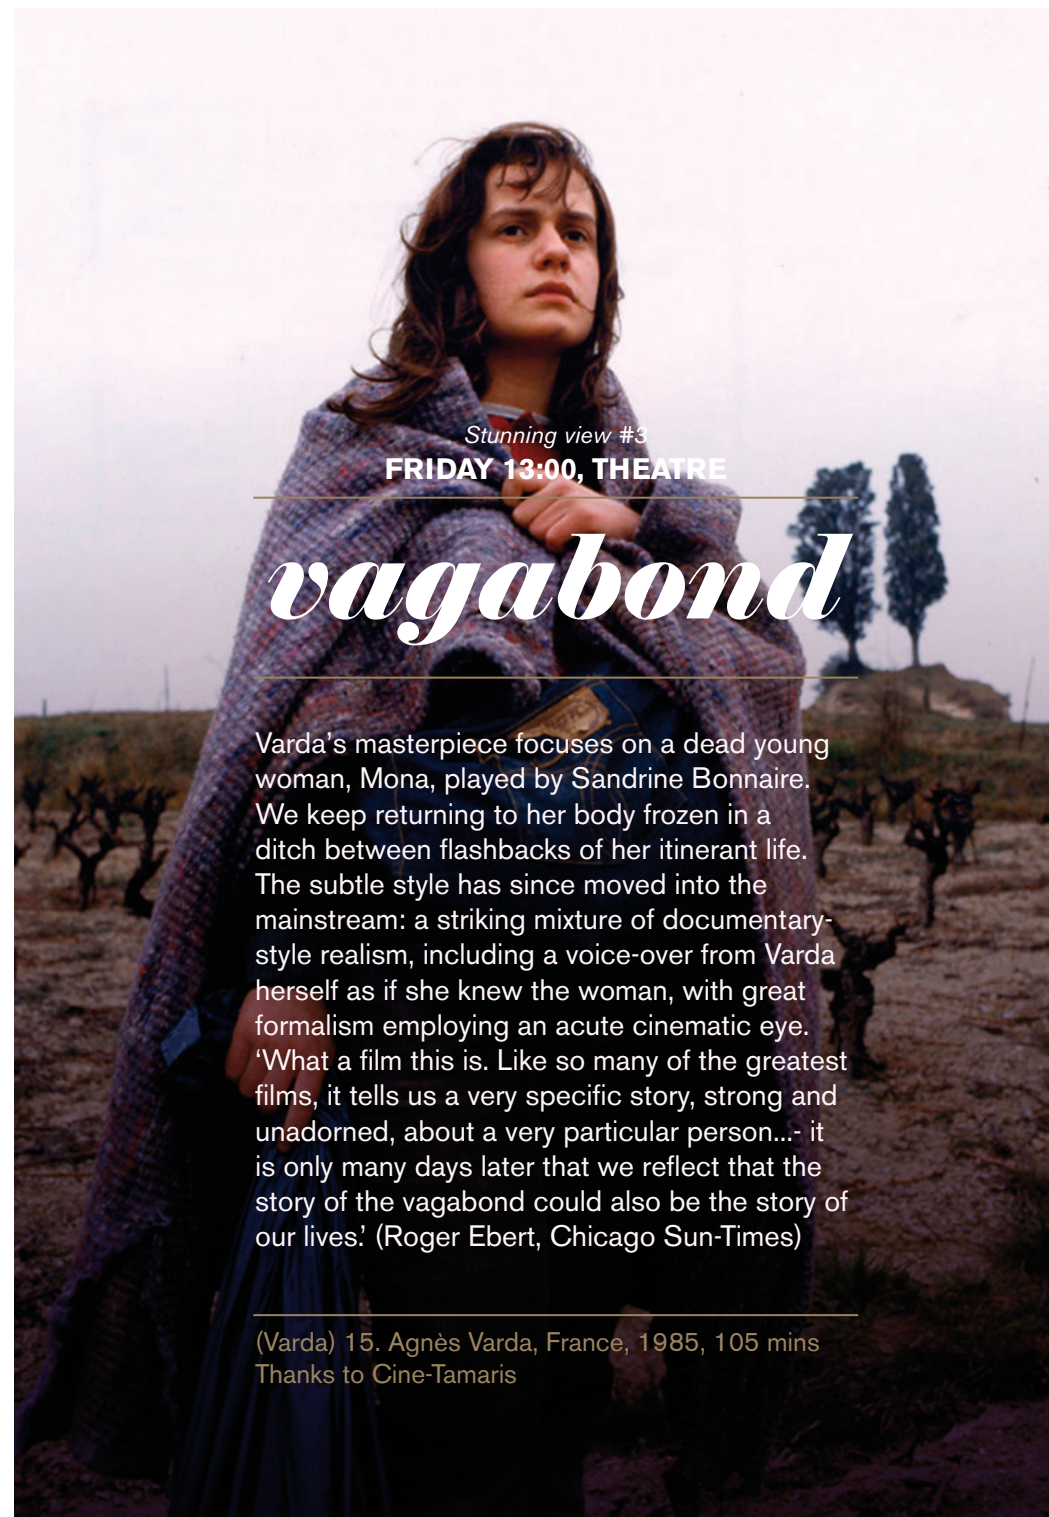 Stunning view #3
FRIDAY 13:00, THEATRE
vagabond
Varda’s masterpiece focuses on a dead young
woman, Mona, played by Sandrine Bonnaire.
We keep returning to her body frozen in a
ditch between flashbacks of her itinerant life.
The subtle style has since moved into the
mainstream: a striking mixture of documentary-
style realism, including a voice-over from Varda
herself as if she knew the woman, with great
formalism employing an acute cinematic eye.
‘What a film this is. Like so many of the greatest
films, it tells us a very specific story, strong and
unadorned, about a very particular person...- it
is only many days later that we reflect that the
story of the vagabond could also be the story of
our lives.’ (Roger Ebert, Chicago Sun-Times)
(Varda) 15. Agnès Varda, France, 1985, 105 mins
Thanks to Cine-Tamaris